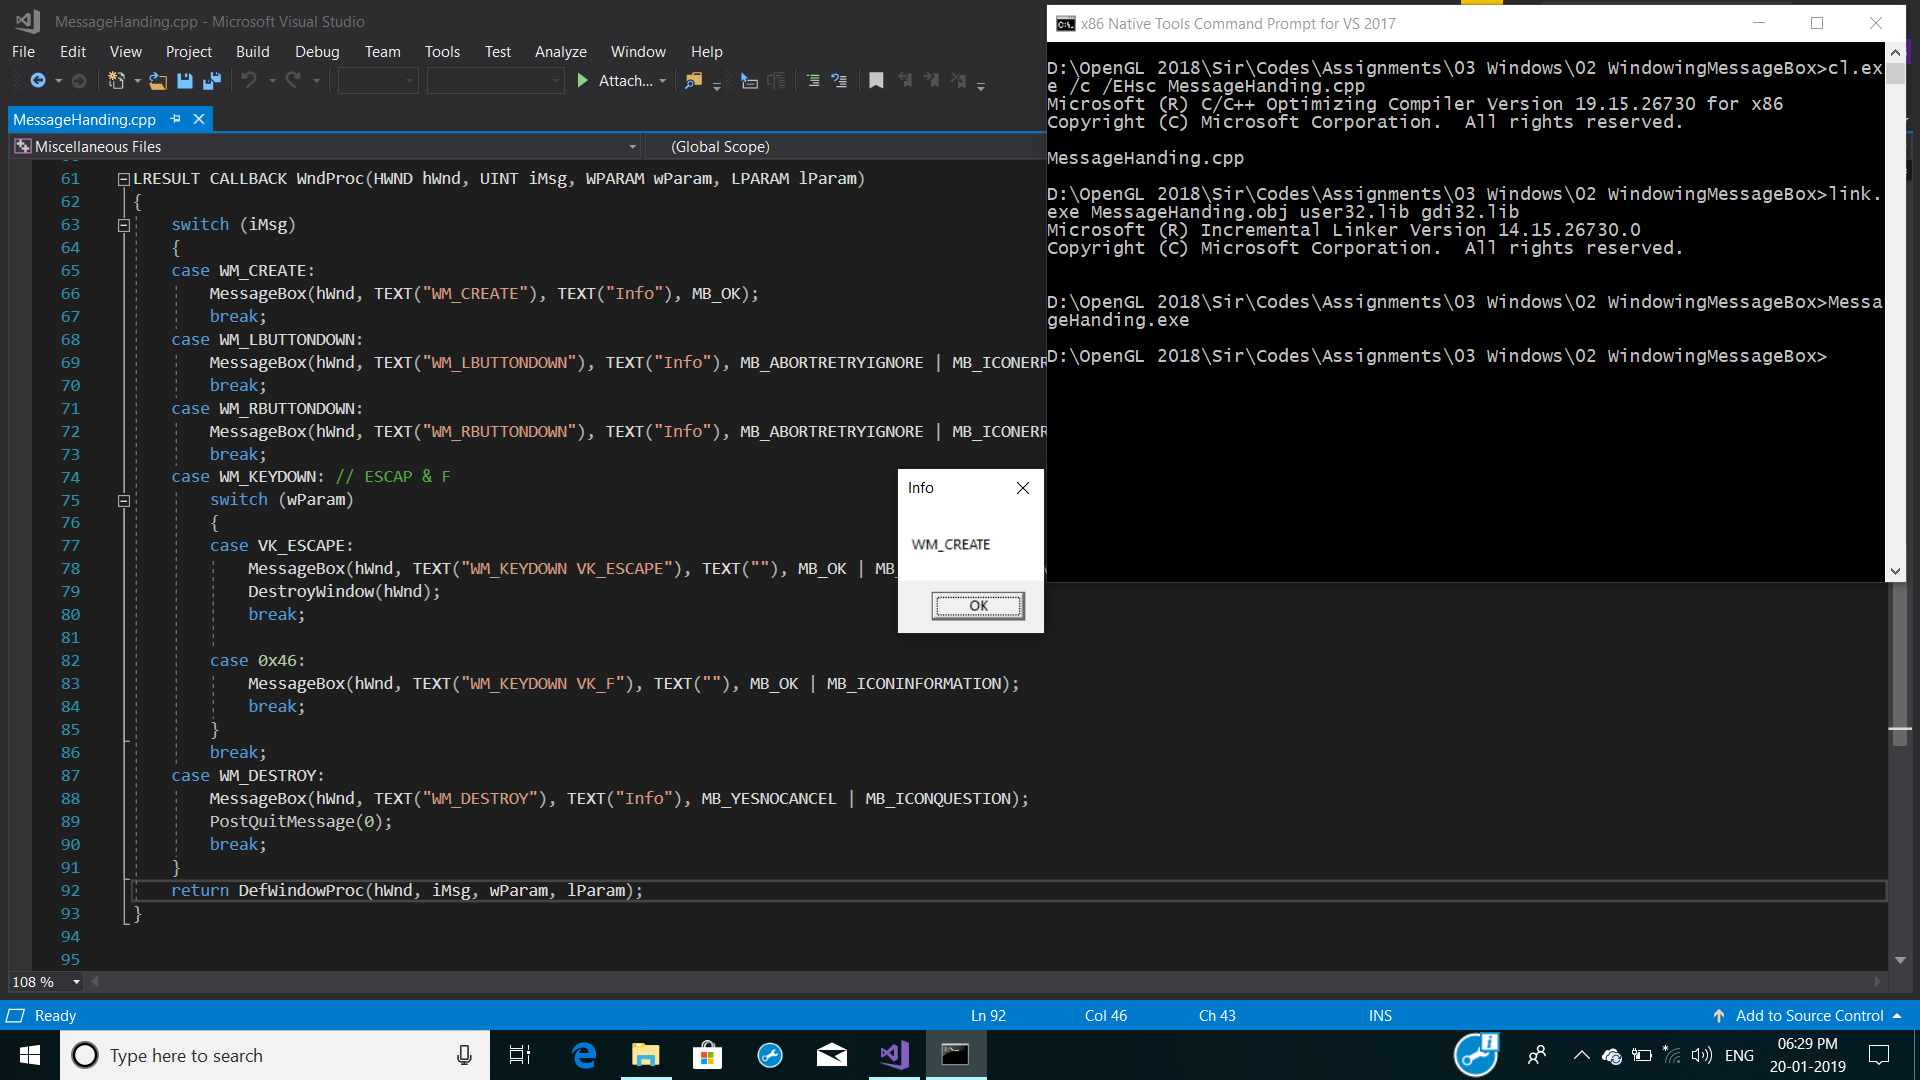 MessageHanding.cpp - Microsoft Visual Studio
File Edit View Project Build Debug Team Tools Test Analyze Window Help
Attach...
MessageHanding.cpp
Miscellaneous Files
(Global Scope)
61 LRESULT CALLBACK WndProc(HWND hWnd, UINT iMsg, WPARAM wParam, LPARAM lParam)
62 {
63 switch (iMsg)
64 {
65 case WM_CREATE:
66 MessageBox(hWnd, TEXT("WM_CREATE"), TEXT("Info"), MB_OK);
67 break;
68 case WM_LBUTTONDOWN:
69 MessageBox(hWnd, TEXT("WM_LBUTTONDOWN"), TEXT("Info"), MB_ABORTRETRYIGNORE | MB_ICONERR
70 break;
71 case WM_RBUTTONDOWN:
72 MessageBox(hWnd, TEXT("WM_RBUTTONDOWN"), TEXT("Info"), MB_ABORTRETRYIGNORE | MB_ICONERR
73 break;
74 case WM_KEYDOWN: // ESCAP & F
75 switch (wParam)
76 {
77 case VK_ESCAPE:
78 MessageBox(hWnd, TEXT("WM_KEYDOWN VK_ESCAPE"), TEXT(""), MB_OK | MB_
79 DestroyWindow(hWnd);
80 break;
81
82 case 0x46:
83 MessageBox(hWnd, TEXT("WM_KEYDOWN VK_F"), TEXT(""), MB_OK | MB_ICONINFORMATION);
84 break;
85 }
86 break;
87 case WM_DESTROY:
88 MessageBox(hWnd, TEXT("WM_DESTROY"), TEXT("Info"), MB_YESNOCANCEL | MB_ICONQUESTION);
89 PostQuitMessage(0);
90 break;
91 }
92 return DefWindowProc(hWnd, iMsg, wParam, lParam);
93 }
94
95
108 %
x86 Native Tools Command Prompt for VS 2017
D:\OpenGL 2018\Sir\Codes\Assignments\03 Windows\02 WindowingMessageBox>cl.ex
e /c /EHsc MessageHanding.cpp
Microsoft (R) C/C++ Optimizing Compiler Version 19.15.26730 for x86
Copyright (C) Microsoft Corporation.  All rights reserved.
MessageHanding.cpp
D:\OpenGL 2018\Sir\Codes\Assignments\03 Windows\02 WindowingMessageBox>link.
exe MessageHanding.obj user32.lib gdi32.lib
Microsoft (R) Incremental Linker Version 14.15.26730.0
Copyright (C) Microsoft Corporation.  All rights reserved.
D:\OpenGL 2018\Sir\Codes\Assignments\03 Windows\02 WindowingMessageBox>Messa
geHanding.exe
D:\OpenGL 2018\Sir\Codes\Assignments\03 Windows\02 WindowingMessageBox>
Info
WM_CREATE
OK
Ready
Ln 92 Col 46 Ch 43 INS
Add to Source Control
Type here to search
ENG
06:29 PM
20-01-2019